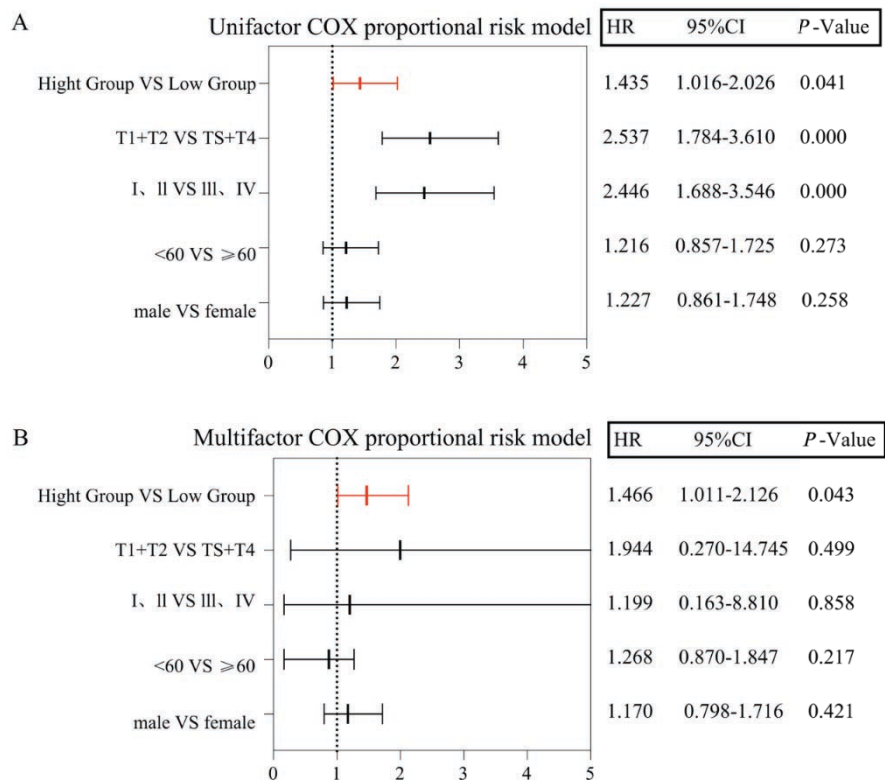 A
Unifactor COX proportional risk model
HR 95%CI P-Value
Hight Group VS Low Group 1.435 1.016-2.026 0.041
T1+T2 VS TS+T4 2.537 1.784-3.610 0.000
I、ll VS lll、IV 2.446 1.688-3.546 0.000
<60 VS ≥60 1.216 0.857-1.725 0.273
male VS female 1.227 0.861-1.748 0.258
0 1 2 3 4 5
B
Multifactor COX proportional risk model
HR 95%CI P-Value
Hight Group VS Low Group 1.466 1.011-2.126 0.043
T1+T2 VS TS+T4 1.944 0.270-14.745 0.499
I、ll VS lll、IV 1.199 0.163-8.810 0.858
<60 VS ≥60 1.268 0.870-1.847 0.217
male VS female 1.170 0.798-1.716 0.421
0 1 2 3 4 5